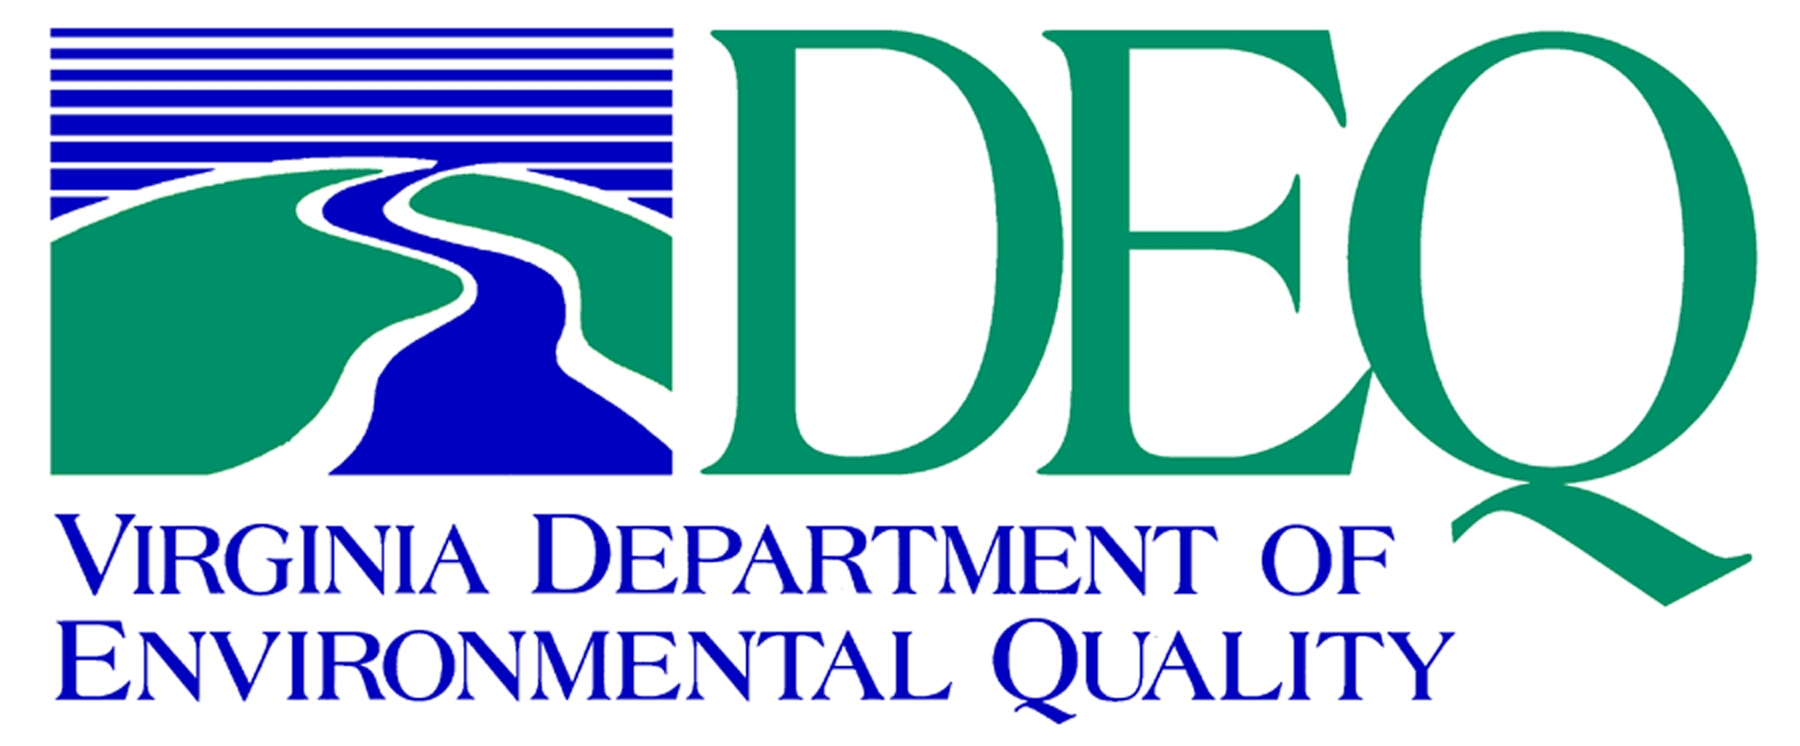 DEQ
VIRGINIA DEPARTMENT OF
ENVIRONMENTAL QUALITY